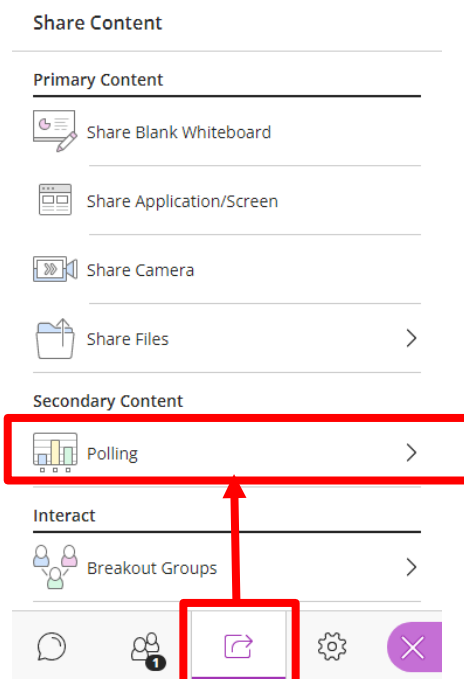 Share Content
Primary Content
Share Blank Whiteboard
Share Application/Screen
Share Camera
Share Files
Secondary Content
Polling
Interact
Breakout Groups
1